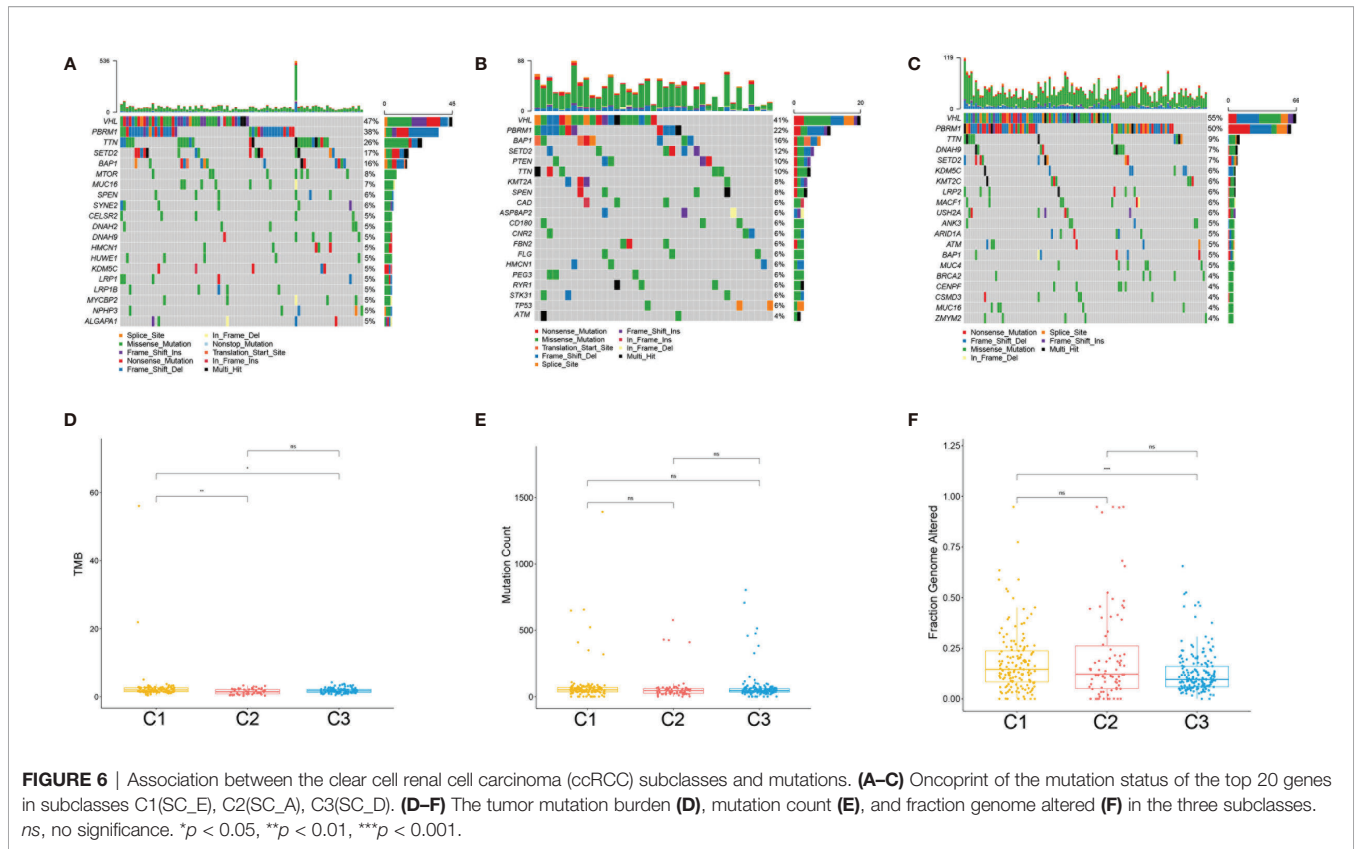 A
536
0
0
45
VHL 47%
PBRM1 38%
TTN 26%
SETD2 17%
BAP1 16%
MTOR 8%
MUC16 7%
SPEN 6%
SYNE2 6%
CELSR2 5%
DNAH2 5%
DNAH9 5%
HMCN1 5%
HUWE1 5%
KDM5C 5%
LRP1 5%
LRP1B 5%
MYCBP2 5%
NPHP3 5%
ALGAPA1 5%
Splice_Site In_Frame_Del
Missense_Mutation Nonstop_Mutation
Frame_Shift_Ins Translation_Start_Site
Nonsense_Mutation In_Frame_Ins
Frame_Shift_Del Multi_Hit
B
88
0
0
20
VHL 41%
PBRM1 22%
BAP1 16%
SETD2 12%
PTEN 10%
TTN 10%
KMT2A 8%
SPEN 8%
CAD 6%
ASP8AP2 6%
CD180 6%
CNR2 6%
FBN2 6%
FLG 6%
HMCN1 6%
PEG3 6%
RYR1 6%
STK31 6%
TP53 6%
ATM 4%
Nonsense_Mutation Frame_Shift_Ins
Missense_Mutation In_Frame_Ins
Translation_Start_Site In_Frame_Del
Frame_Shift_Del Multi_Hit
Splice_Site
C
119
0
0
66
VHL 55%
PBRM1 50%
TTN 9%
DNAH9 7%
SETD2 7%
KDM5C 6%
KMT2C 6%
LRP2 6%
MACF1 6%
USH2A 6%
ANK3 5%
ARID1A 5%
ATM 5%
BAP1 5%
MUC4 5%
BRCA2 4%
CENPF 4%
CSMD3 4%
MUC16 4%
ZMYM2 4%
Nonsense_Mutation Splice_Site
Frame_Shift_Del Frame_Shift_Ins
Missense_Mutation Multi_Hit
In_Frame_Del
D
TMB
60
40
20
0
ns
*
**
C1 C2 C3
E
Mutation Count
1500
1000
500
0
ns
ns
ns
C1 C2 C3
F
Fraction Genome Altered
1.25
1.00
0.75
0.50
0.25
0.00
ns
***
ns
C1 C2 C3
FIGURE 6 | Association between the clear cell renal cell carcinoma (ccRCC) subclasses and mutations. (A–C) Oncoprint of the mutation status of the top 20 genes
in subclasses C1(SC_E), C2(SC_A), C3(SC_D). (D–F) The tumor mutation burden (D), mutation count (E), and fraction genome altered (F) in the three subclasses.
ns, no significance. *p < 0.05, **p < 0.01, ***p < 0.001.